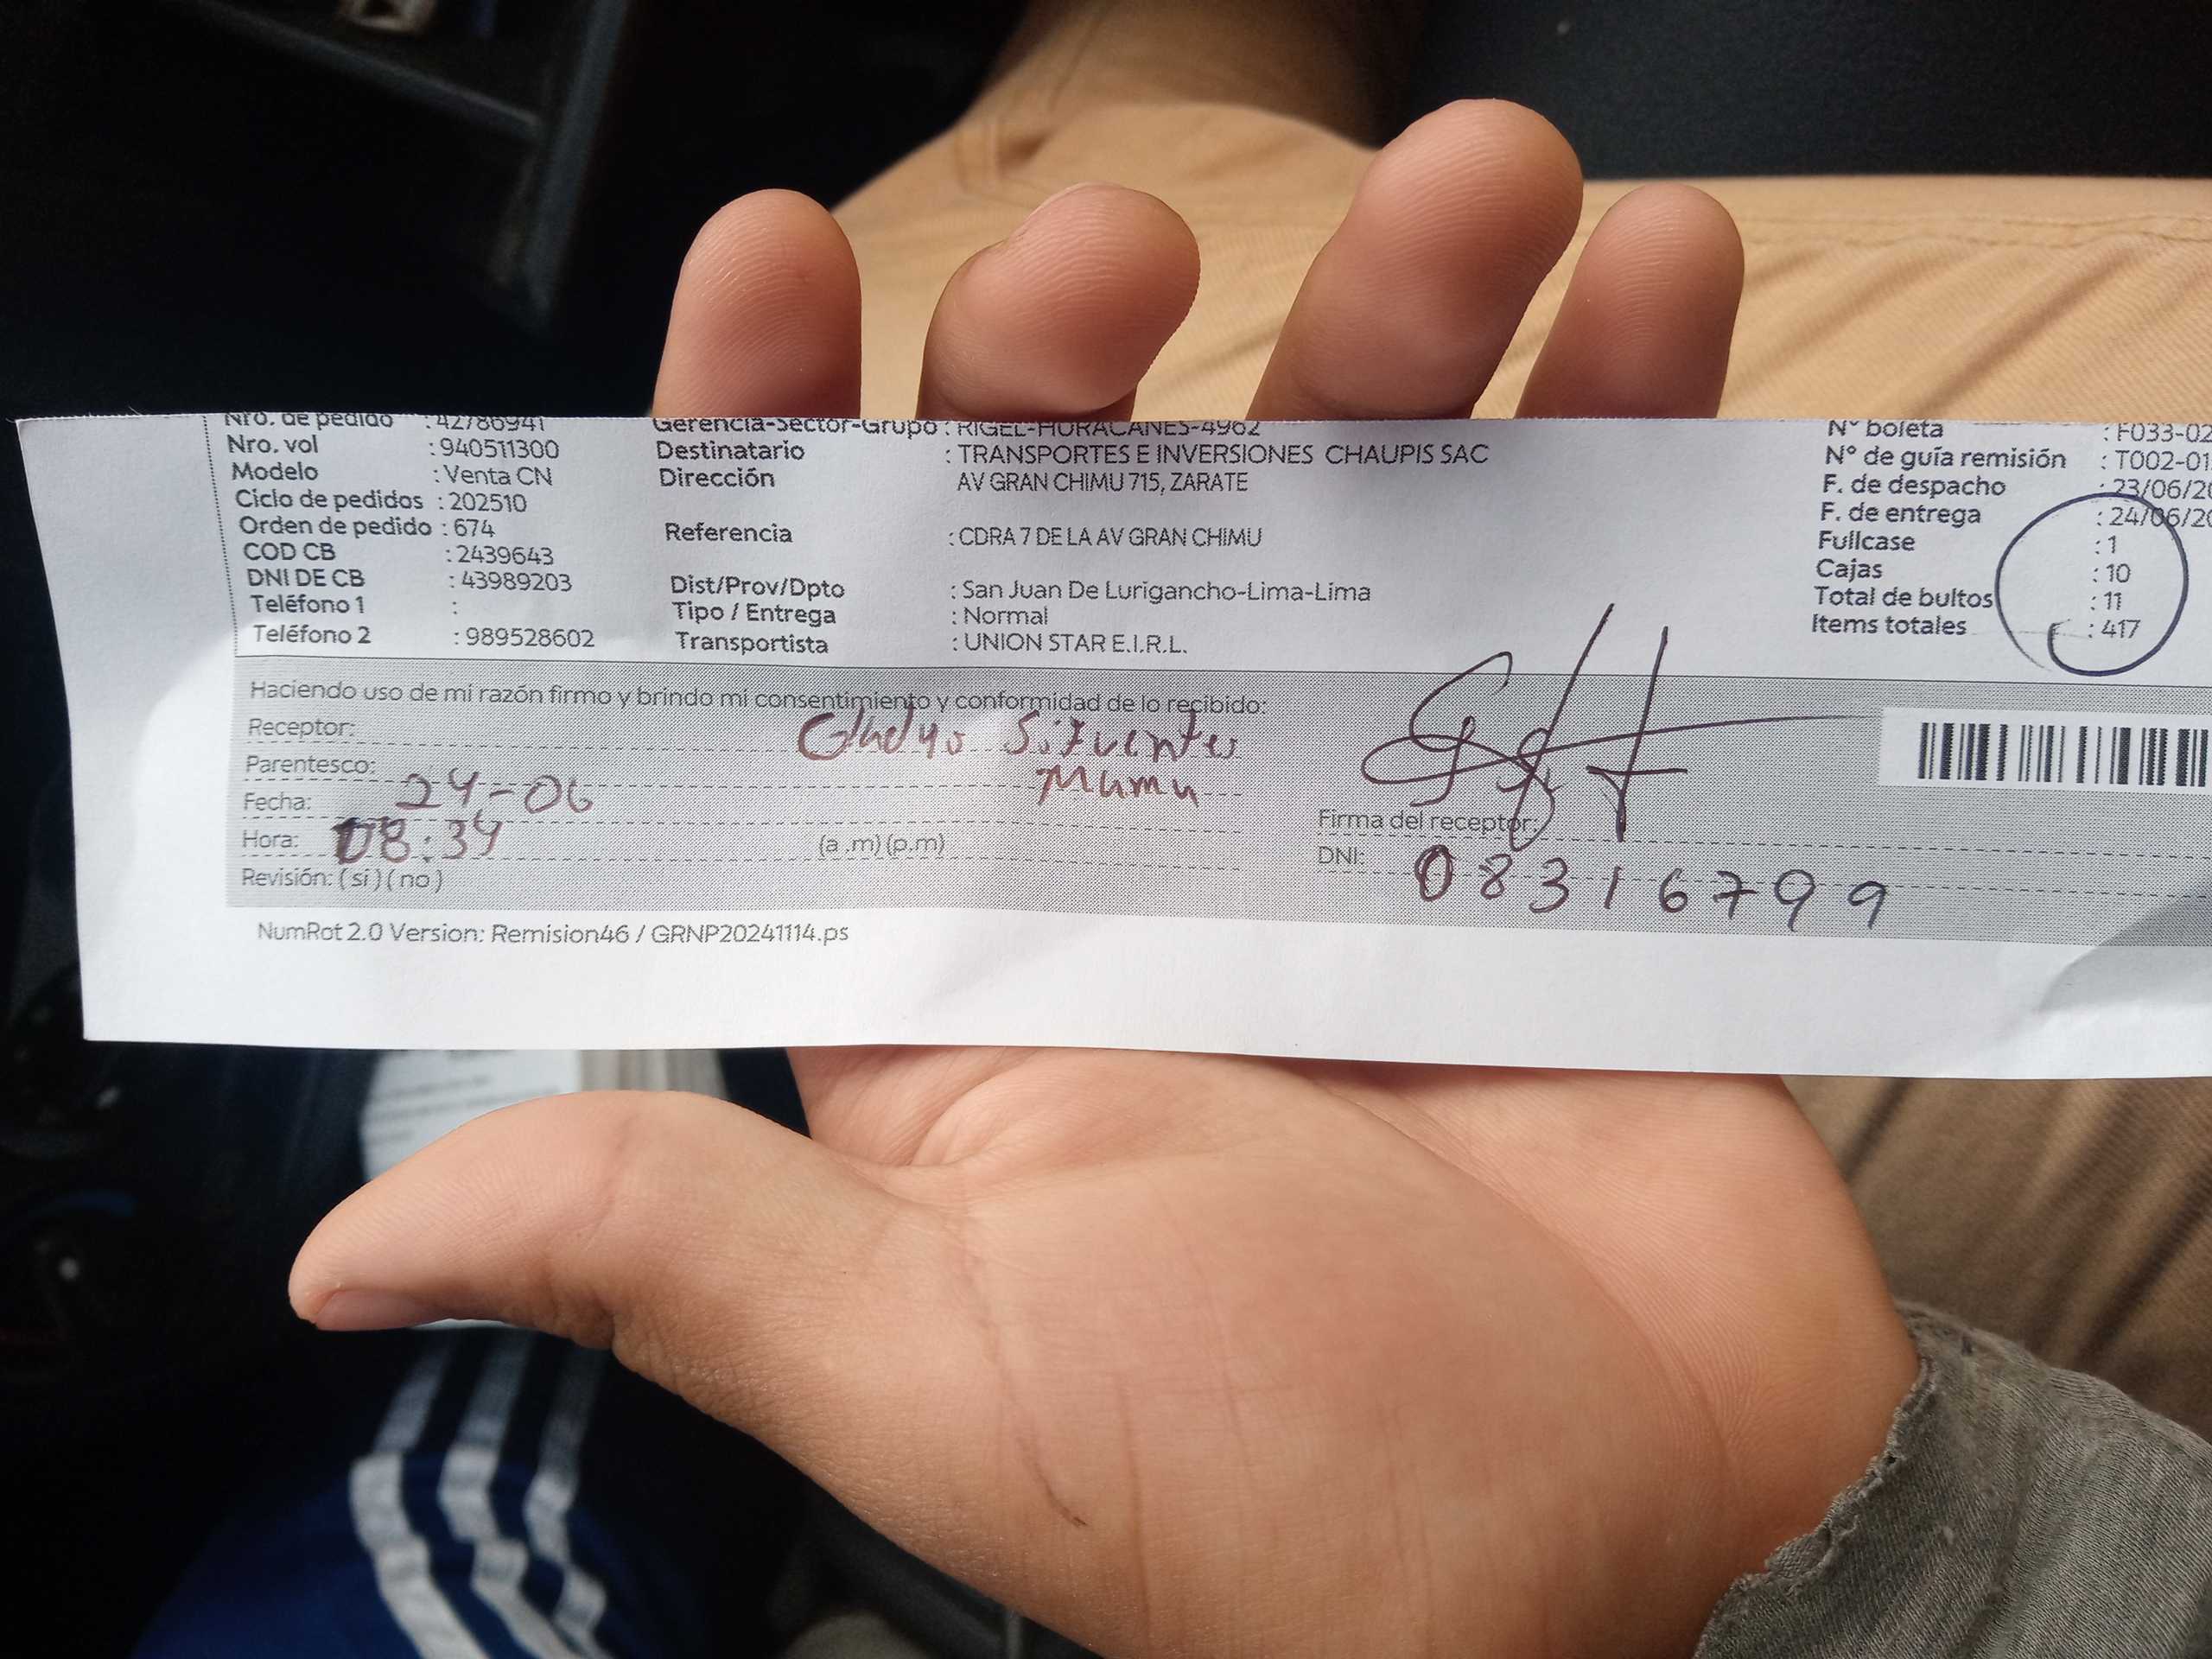 Nro. de pedido : 42786941
Nro. vol : 940511300
Modelo : Venta CN
Ciclo de pedidos : 202510
Orden de pedido : 674
COD CB : 2439643
DNI DE CB : 43989203
Teléfono 1 :
Teléfono 2 : 989528602
Gerencia-Sector-Grupo : RIGEL-HURACANES-4962
Destinatario : TRANSPORTES E INVERSIONES CHAUPIS SAC
Dirección AV GRAN CHIMU 715, ZARATE
Referencia : CDRA 7 DE LA AV GRAN CHIMU
Dist/Prov/Dpto : San Juan De Lurigancho-Lima-Lima
Tipo / Entrega : Normal
Transportista : UNION STAR E.I.R.L.
N° boleta : F033-02
N° de guía remisión : T002-01
F. de despacho : 23/06/20
F. de entrega : 24/06/20
Fullcase : 1
Cajas : 10
Total de bultos : 11
Items totales : 417
Haciendo uso de mi razón firmo y brindo mi consentimiento y conformidad de lo recibido:
Receptor: Gladys Sifuentes
Parentesco: Mamá
Fecha: 24-06
Hora: 08:34 (a.m) (p.m)
Revisión: ( sí ) ( no )
Firma del receptor:
DNI: 08316799
NumRot 2.0 Version: Remision46 / GRNP20241114.ps